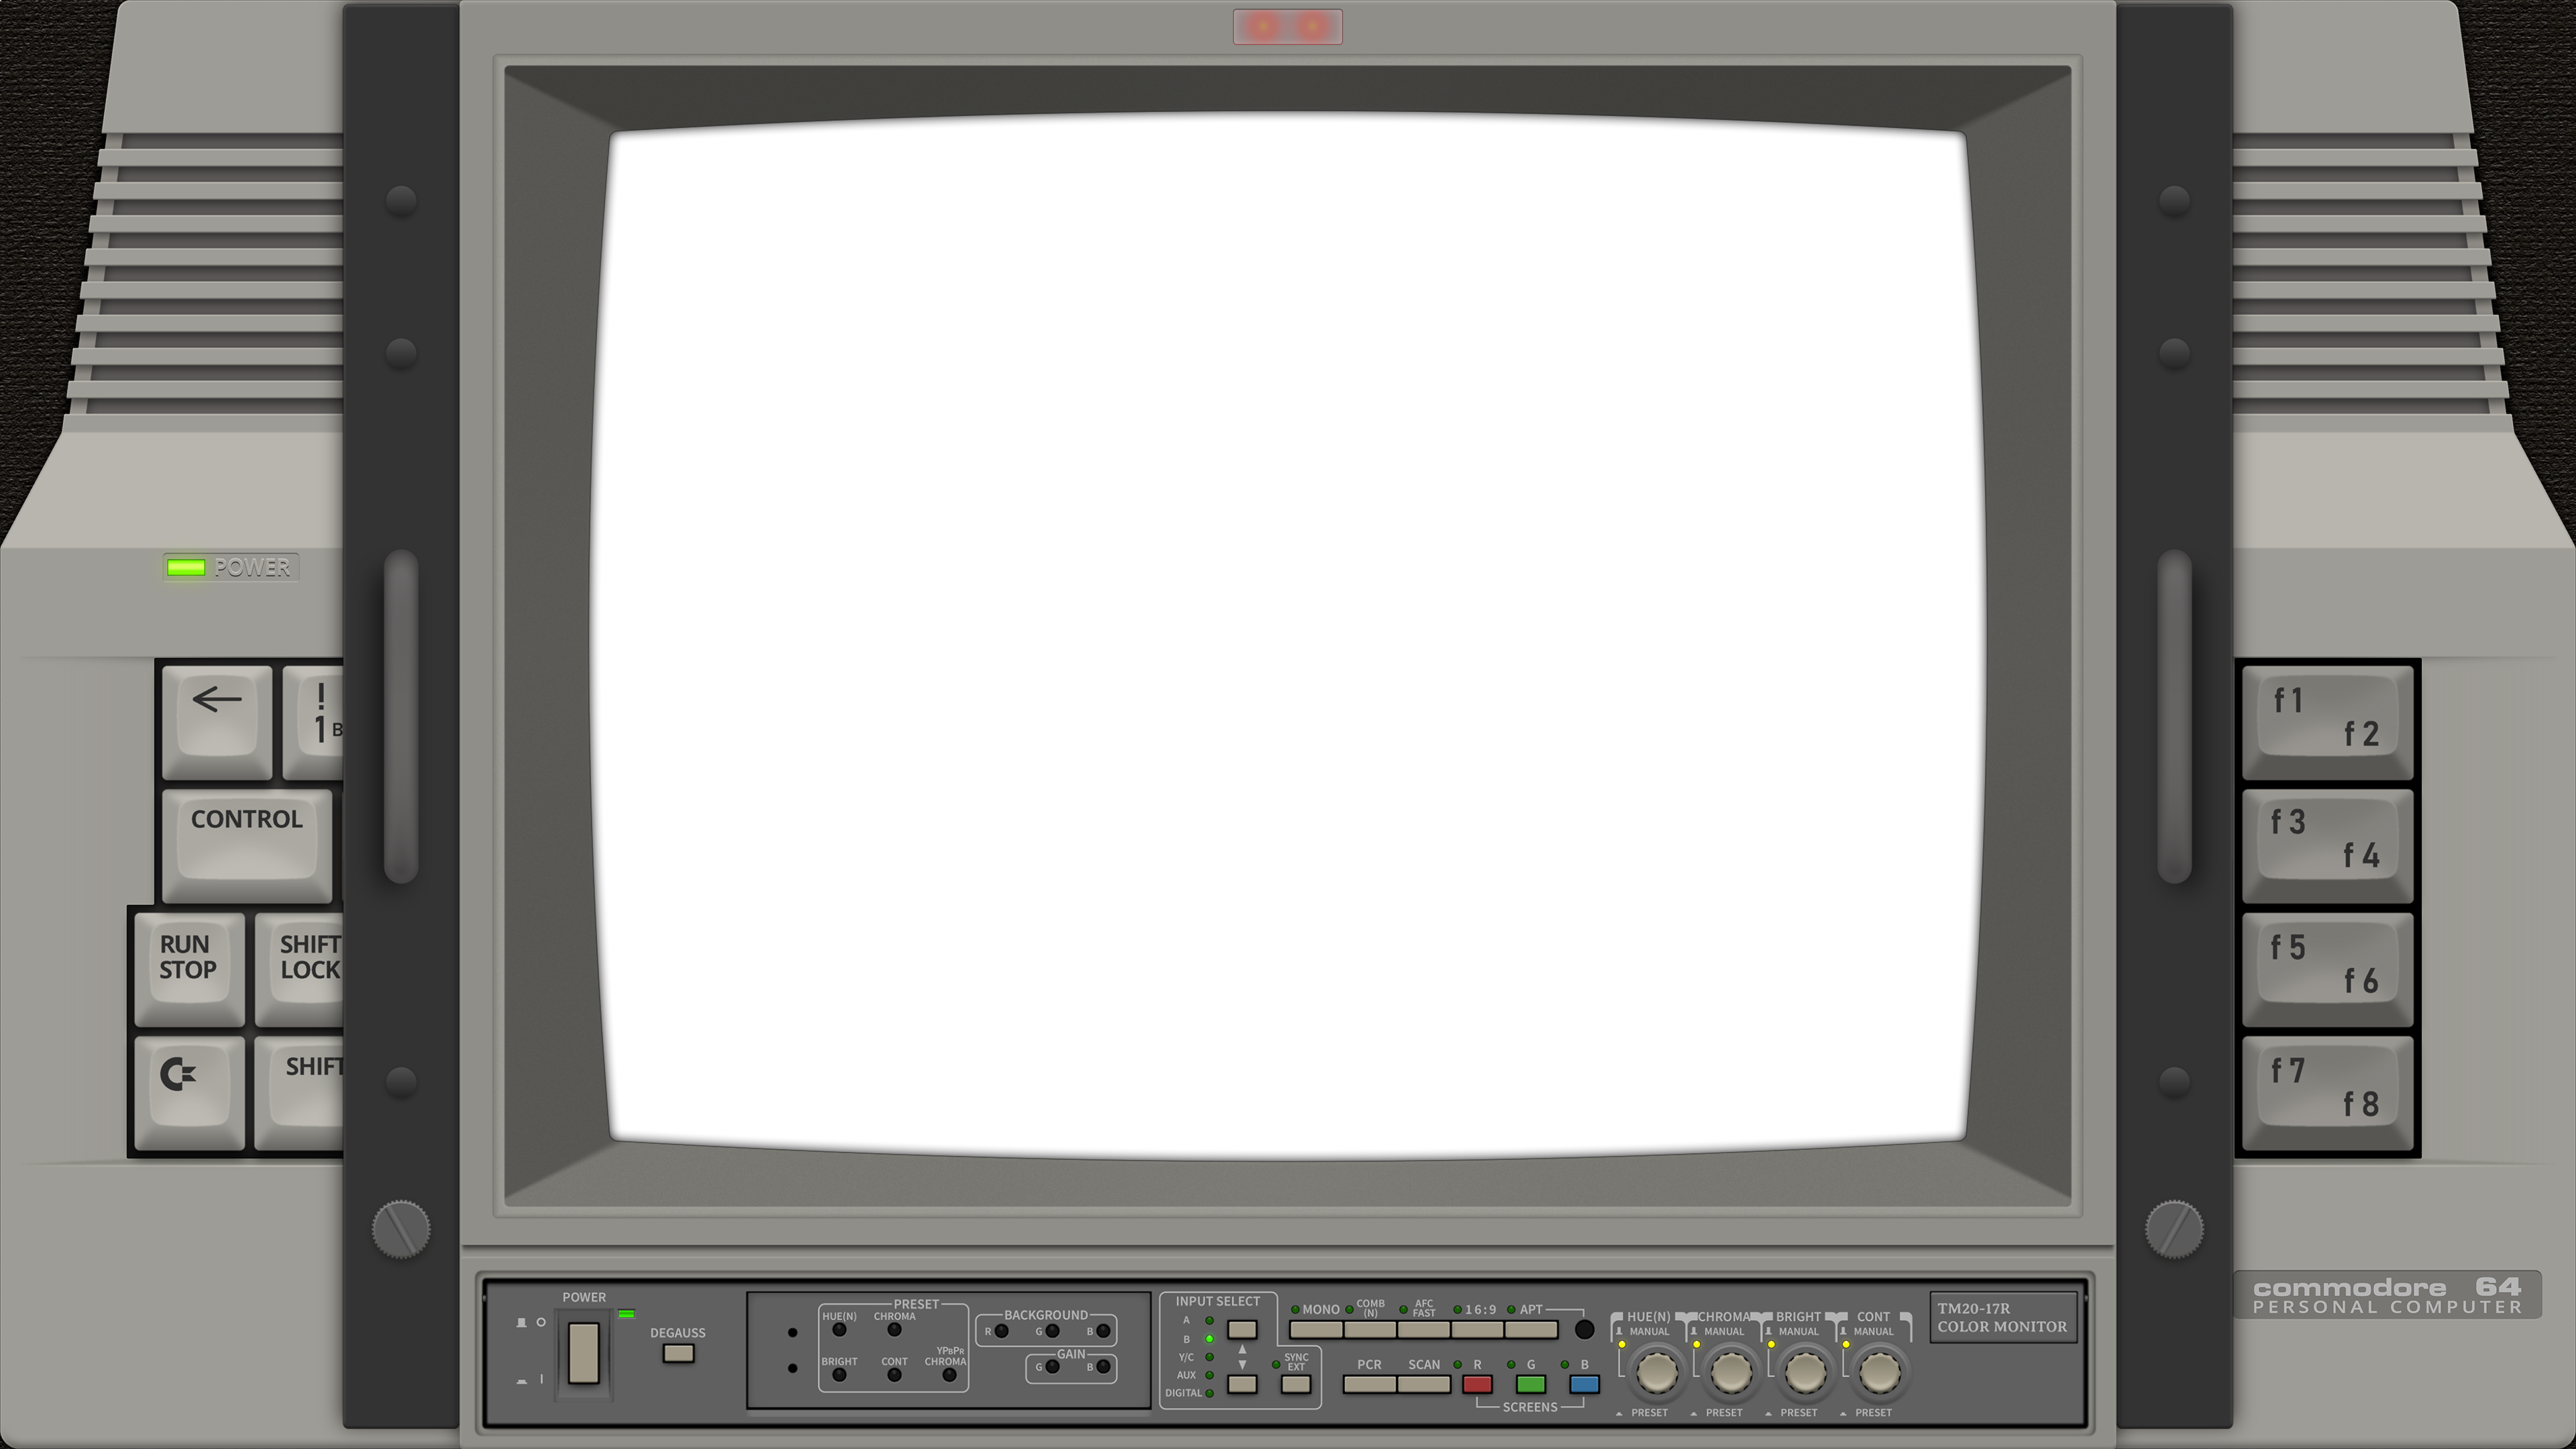 POWER
!
1 B
CONTROL
RUN
STOP
SHIFT
LOCK
SHIFT
f 1
f 2
f 3
f 4
f 5
f 6
f 7
f 8
commodore 64
PERSONAL COMPUTER
POWER
DEGAUSS
PRESET
HUE(N)
CHROMA
BRIGHT
CONT
YPBPR
CHROMA
BACKGROUND
R
G
B
GAIN
G
B
INPUT SELECT
A
B
Y/C
AUX
DIGITAL
SYNC
EXT
MONO
COMB
(N)
AFC
FAST
16:9
APT
PCR
SCAN
R
G
B
SCREENS
HUE(N)
MANUAL
PRESET
CHROMA
MANUAL
PRESET
BRIGHT
MANUAL
PRESET
CONT
MANUAL
PRESET
TM20-17R
COLOR MONITOR